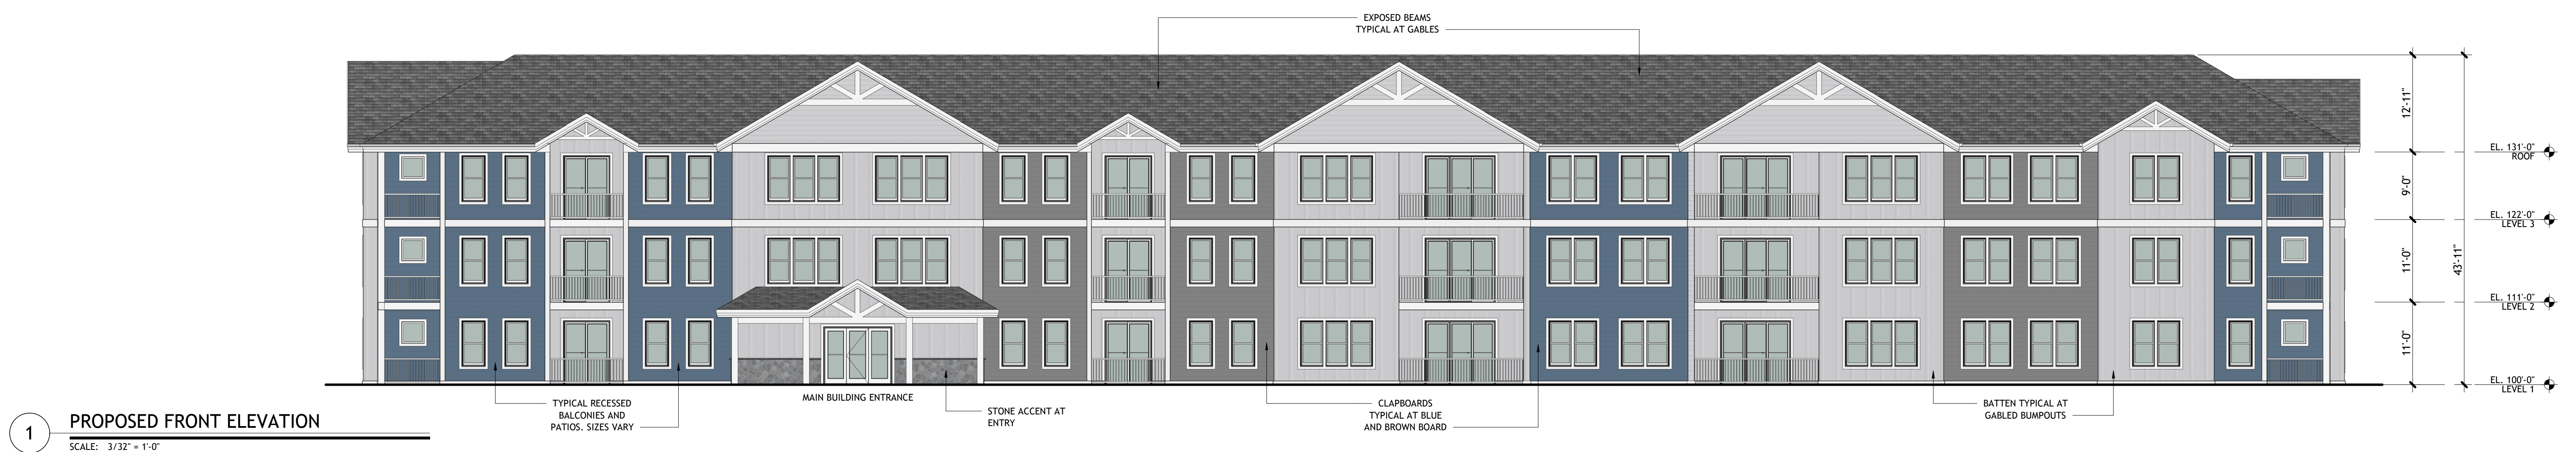 EXPOSED BEAMS
TYPICAL AT GABLES
12'-11"
EL. 131'-0"
ROOF
9'-0"
EL. 122'-0"
LEVEL 3
11'-0"
43'-11"
EL. 111'-0"
LEVEL 2
11'-0"
EL. 100'-0"
LEVEL 1
MAIN BUILDING ENTRANCE
TYPICAL RECESSED
BALCONIES AND
PATIOS. SIZES VARY
STONE ACCENT AT
ENTRY
CLAPBOARDS
TYPICAL AT BLUE
AND BROWN BOARD
BATTEN TYPICAL AT
GABLED BUMPOUTS
1
PROPOSED FRONT ELEVATION
SCALE: 3/32" = 1'-0"